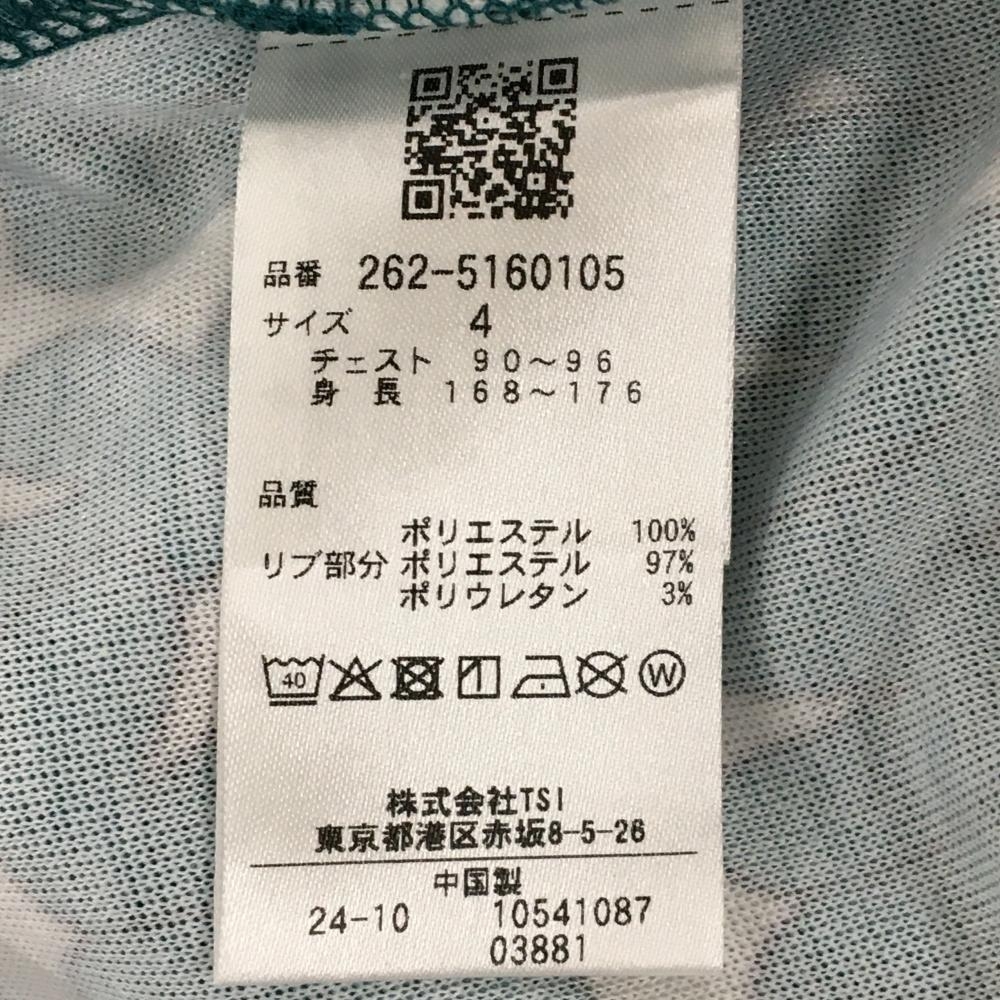 品番 262-5160105
サイズ 4
チェスト 90～96
身長 168～176
品質
ポリエステル 100%
リブ部分 ポリエステル 97%
ポリウレタン 3%
40 W
株式会社TSI
東京都港区赤坂8-5-26
中国製
24-10 10541087
03881